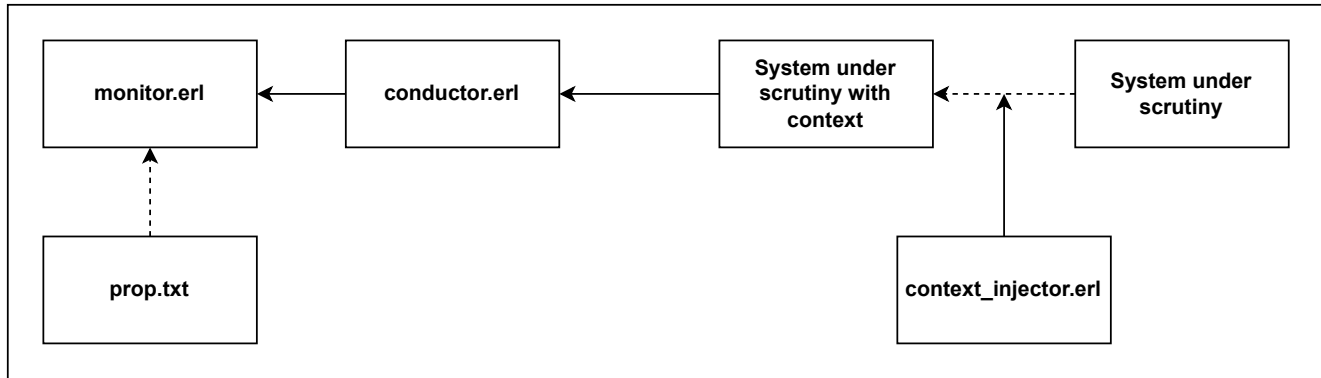 monitor.erl
conductor.erl
System under
scrutiny with
context
System under
scrutiny
prop.txt
context_injector.erl